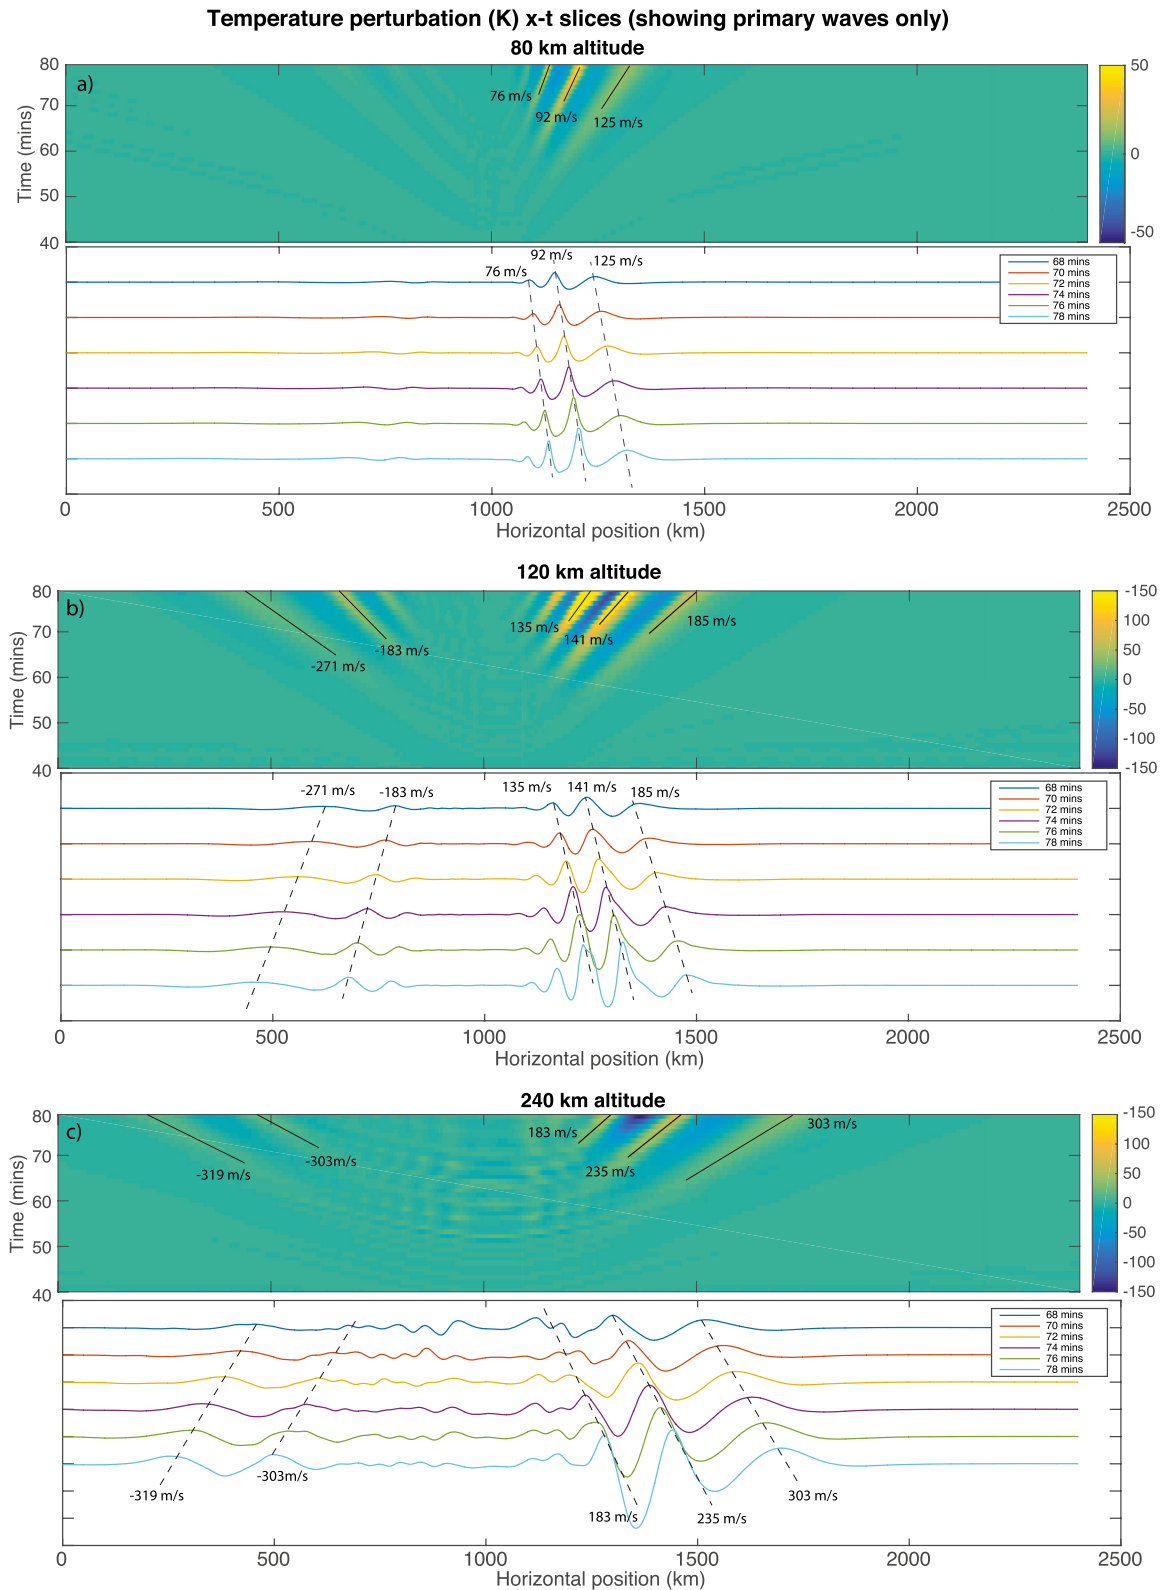 Temperature perturbation (K) x-t slices (showing primary waves only)
80 km altitude
a)
80
70
60
50
40
Time (mins)
76 m/s
92 m/s
125 m/s
50
0
-50
92 m/s
76 m/s
125 m/s
68 mins
70 mins
72 mins
74 mins
76 mins
78 mins
0 500 1000 1500 2000 2500
Horizontal position (km)
120 km altitude
b)
80
70
60
50
40
Time (mins)
-271 m/s
-183 m/s
135 m/s
141 m/s
185 m/s
-150
100
50
0
-50
-100
-150
-271 m/s
-183 m/s
135 m/s
141 m/s
185 m/s
68 mins
70 mins
72 mins
74 mins
76 mins
78 mins
0 500 1000 1500 2000 2500
Horizontal position (km)
240 km altitude
c)
80
70
60
50
40
Time (mins)
-319 m/s
-303m/s
183 m/s
235 m/s
303 m/s
-150
100
50
0
-50
-100
-150
68 mins
70 mins
72 mins
74 mins
76 mins
78 mins
-319 m/s
-303m/s
183 m/s
235 m/s
303 m/s
0 500 1000 1500 2000 2500
Horizontal position (km)